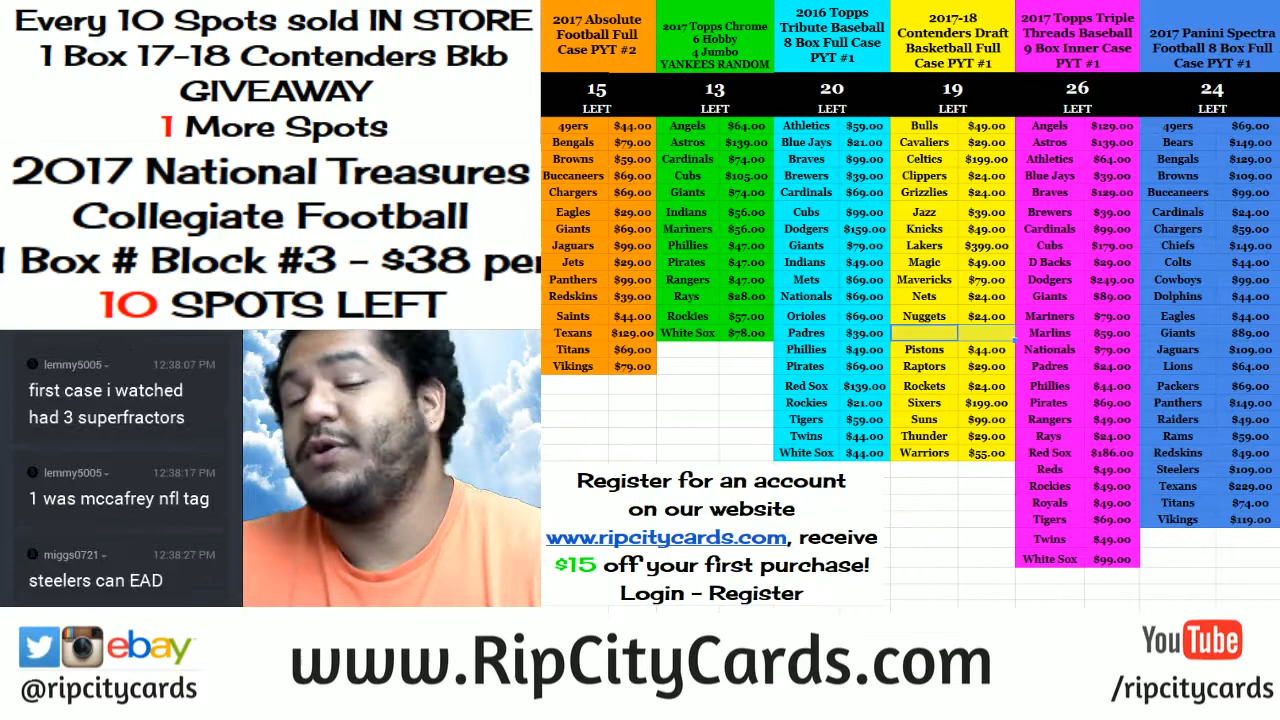 Every 10 Spots sold IN STORE
1 Box 17-18 Contenders Bkb
GIVEAWAY
1 More Spots
2017 National Treasures
Collegiate Football
1 Box # Block #3 - $38 per
10 SPOTS LEFT
lemmy5005 12:38:07 PM
first case i watched
had 3 superfractors
lemmy5005 12:38:17 PM
1 was mccafrey nfl tag
miggs0721 12:38:27 PM
steelers can EAD
2017 Absolute
Football Full
Case PYT #2
15
LEFT
49ers $44.00
Bengals $79.00
Browns $59.00
Buccaneers $69.00
Chargers $69.00
Eagles $29.00
Giants $69.00
Jaguars $99.00
Jets $29.00
Panthers $99.00
Redskins $39.00
Saints $44.00
Texans $129.00
Titans $69.00
Vikings $79.00
2017 Topps Chrome
6 Hobby
4 Jumbo
YANKEES RANDOM
13
LEFT
Angels $64.00
Astros $139.00
Cardinals $74.00
Cubs $105.00
Giants $74.00
Indians $56.00
Mariners $56.00
Phillies $47.00
Pirates $47.00
Rangers $47.00
Rays $28.00
Rockies $57.00
White Sox $78.00
2016 Topps
Tribute Baseball
8 Box Full Case
PYT #1
20
LEFT
Athletics $59.00
Blue Jays $21.00
Braves $99.00
Brewers $39.00
Cardinals $69.00
Cubs $99.00
Dodgers $159.00
Giants $79.00
Indians $49.00
Mets $69.00
Nationals $69.00
Orioles $69.00
Padres $39.00
Phillies $49.00
Pirates $69.00
Red Sox $139.00
Rockies $21.00
Tigers $59.00
Twins $44.00
White Sox $44.00
2017-18
Contenders Draft
Basketball Full
Case PYT #1
19
LEFT
Bulls $49.00
Cavaliers $29.00
Celtics $199.00
Clippers $24.00
Grizzlies $24.00
Jazz $39.00
Knicks $49.00
Lakers $399.00
Magic $49.00
Mavericks $79.00
Nets $24.00
Nuggets $24.00
Pistons $44.00
Raptors $29.00
Rockets $24.00
Sixers $199.00
Suns $99.00
Thunder $29.00
Warriors $55.00
2017 Topps Triple
Threads Baseball
9 Box Inner Case
PYT #1
26
LEFT
Angels $129.00
Astros $139.00
Athletics $64.00
Blue Jays $39.00
Braves $129.00
Brewers $39.00
Cardinals $99.00
Cubs $179.00
D Backs $29.00
Dodgers $249.00
Giants $89.00
Mariners $79.00
Marlins $59.00
Nationals $79.00
Padres $24.00
Phillies $44.00
Pirates $69.00
Rangers $49.00
Rays $24.00
Red Sox $186.00
Reds $49.00
Rockies $49.00
Royals $49.00
Tigers $69.00
Twins $49.00
White Sox $99.00
2017 Panini Spectra
Football 8 Box Full
Case PYT #1
24
LEFT
49ers $69.00
Bears $149.00
Bengals $129.00
Browns $109.00
Buccaneers $99.00
Cardinals $24.00
Chargers $59.00
Chiefs $149.00
Colts $44.00
Cowboys $99.00
Dolphins $44.00
Eagles $44.00
Giants $89.00
Jaguars $109.00
Lions $64.00
Packers $69.00
Panthers $149.00
Raiders $49.00
Rams $59.00
Redskins $49.00
Steelers $109.00
Texans $229.00
Titans $74.00
Vikings $119.00
Register for an account
on our website
www.ripcitycards.com, receive
$15 off your first purchase!
Login - Register
ebay
@ripcitycards
www.RipCityCards.com
YouTube
/ripcitycards